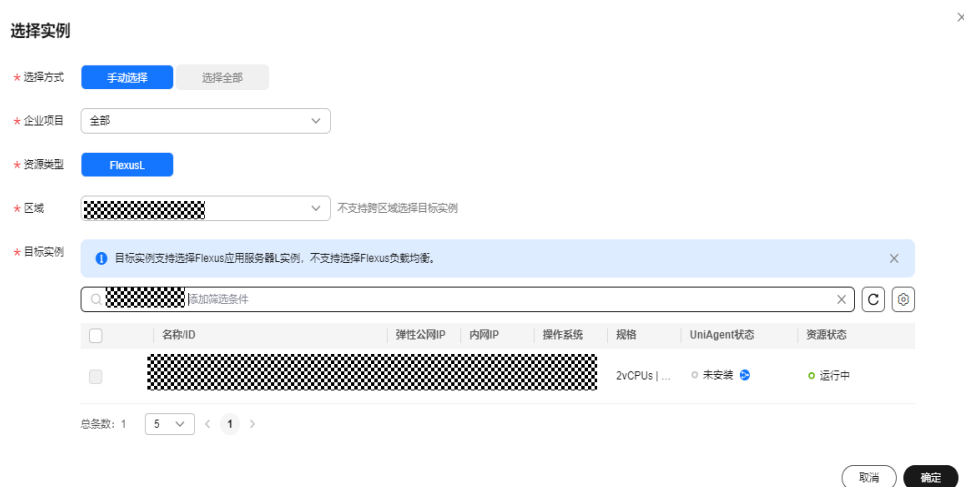 选择实例
* 选择方式 手动选择 选择全部
* 企业项目 全部
* 资源类型 FlexusL
* 区域 不支持跨区域选择目标实例
* 目标实例 目标实例支持选择Flexus应用服务器L实例，不支持选择Flexus负载均衡。
添加筛选条件
名称/ID 弹性公网IP 内网IP 操作系统 规格 UniAgent状态 资源状态
2vCPUs | ... 未安装 运行中
总条数: 1 5 < 1 >
取消 确定